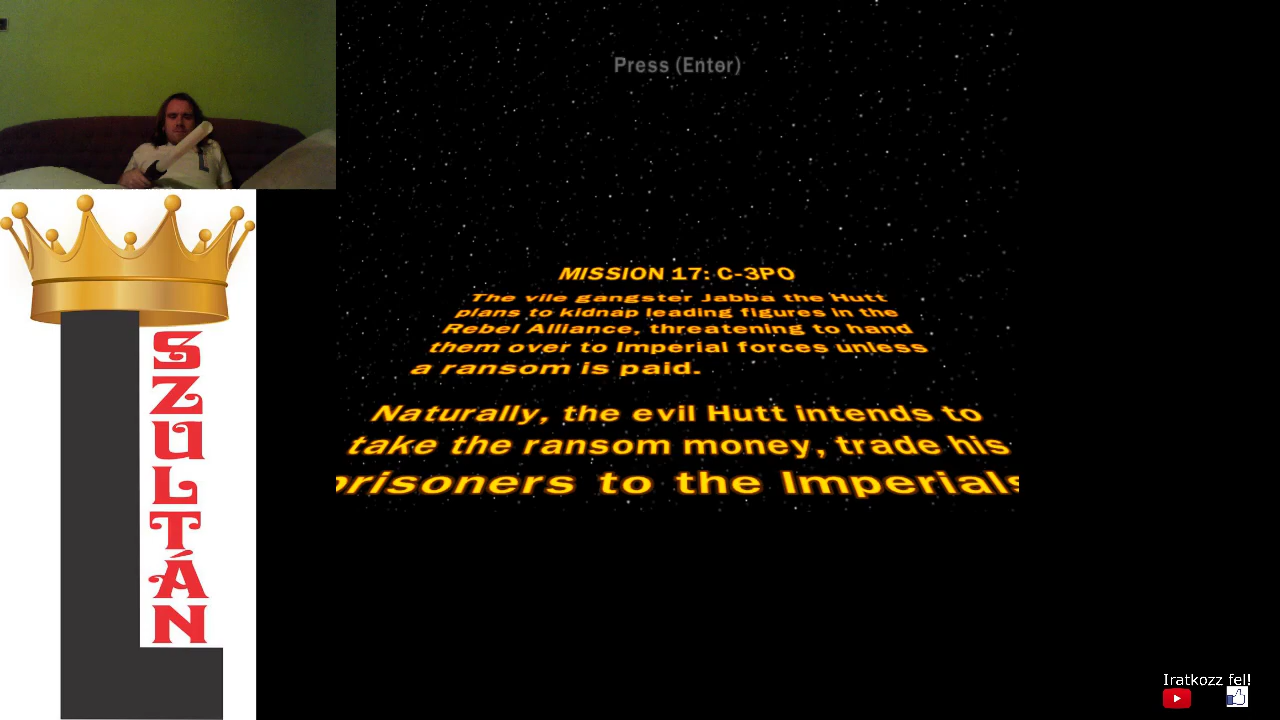 Press (Enter)
MISSION 17: C-3PO
The vile gangster Jabba the Hutt
plans to kidnap leading figures in the
Rebel Alliance, threatening to hand
them over to Imperial forces unless
a ransom is paid.
Naturally, the evil Hutt intends to
take the ransom money, trade his
prisoners to the Imperials
L
SZULTÁN
Iratkozz fel!